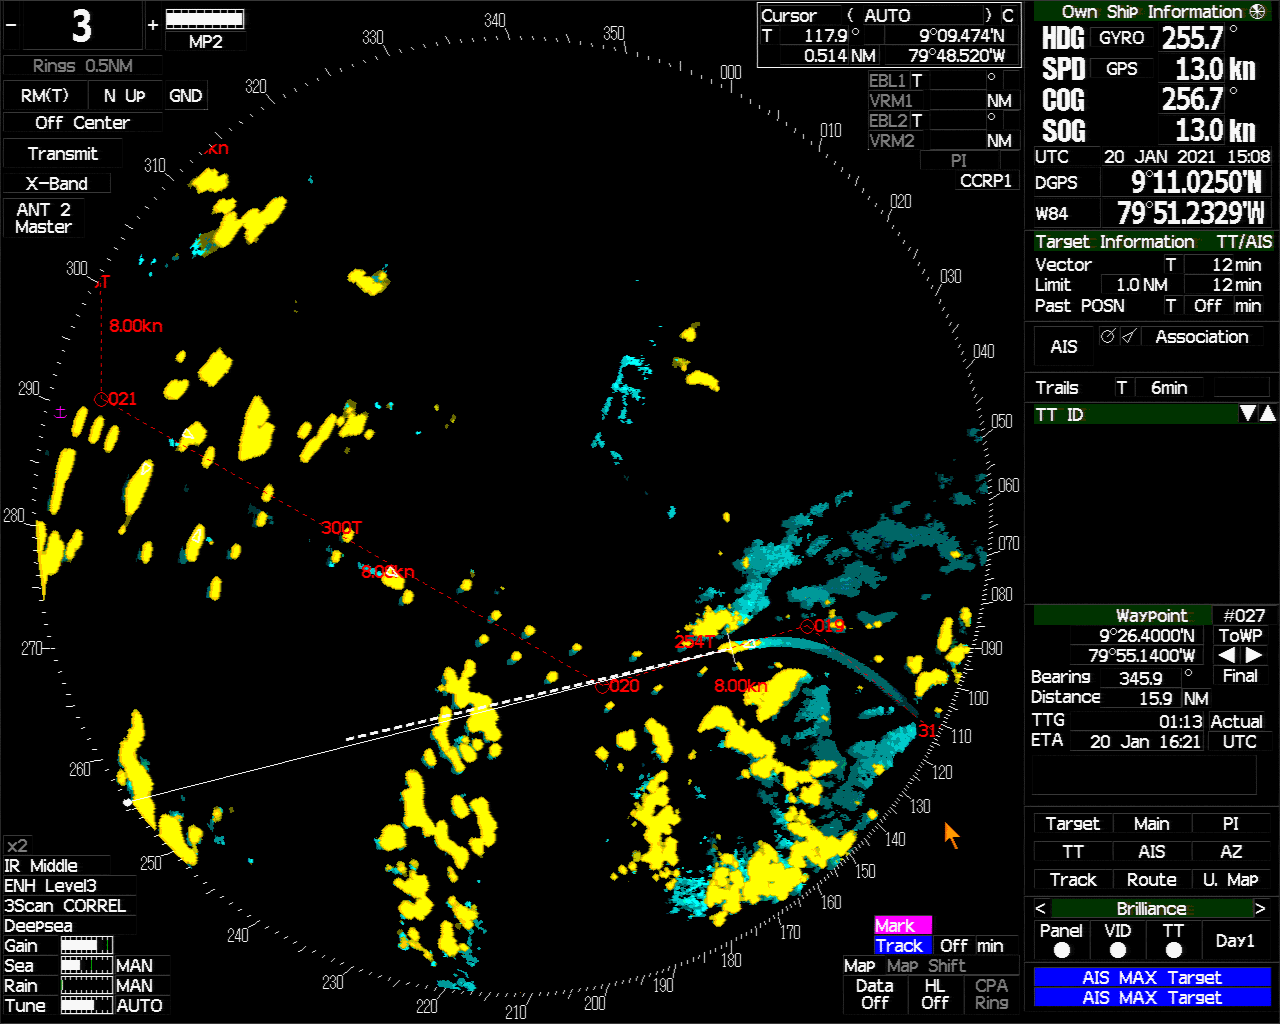 − 3 +
MP2
Rings 0.5NM
RM(T) N Up GND
Off Center
Transmit
X-Band
ANT 2
Master
Cursor ( AUTO ) C
T 117.9° 9°09.474'N
0.514 NM 79°48.520'W
EBL1 T °
VRM1 NM
EBL2 T °
VRM2 NM
PI
CCRP1
340
350
000
010
020
030
040
050
060
070
080
090
100
110
120
130
140
150
160
170
180
190
200
210
220
230
240
250
260
270
280
290
300
310
320
330
kn
T
8.00kn
021
300T
8.00kn
019
254T
020
8.00kn
31
x2
IR Middle
ENH Level3
3Scan CORREL
Deepsea
Gain
Sea MAN
Rain MAN
Tune AUTO
Mark
Track Off min
Map Map Shift
Data Off
HL Off
CPA Ring
Own Ship Information
HDG GYRO 255.7°
SPD GPS 13.0 kn
COG 256.7°
SOG 13.0 kn
UTC 20 JAN 2021 15:08
DGPS 9°11.0250'N
W84 79°51.2329'W
Target Information TT/AIS
Vector T 12 min
Limit 1.0 NM 12 min
Past POSN T Off min
AIS Association
Trails T 6min
TT ID
Waypoint #027
9°26.4000'N ToWP
79°55.1400'W
Bearing 345.9° Final
Distance 15.9 NM
TTG 01:13 Actual
ETA 20 Jan 16:21 UTC
Target Main PI
TT AIS AZ
Track Route U. Map
< Brilliance >
Panel VID TT Day1
AIS MAX Target
AIS MAX Target